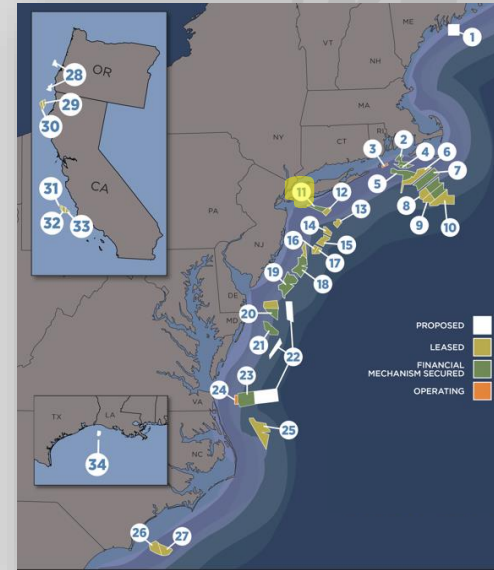 ME
1
VT
NH
OR
28
29
30
MA
NY
CT
RI
2
3
4
6
5
7
CA
11
12
8
9
10
31
32
33
PA
13
14
16
15
NJ
17
19
18
DE
20
MD
21
22
PROPOSED
LEASED
FINANCIAL
MECHANISM SECURED
OPERATING
24
23
VA
TX
LA
25
NC
34
26
27